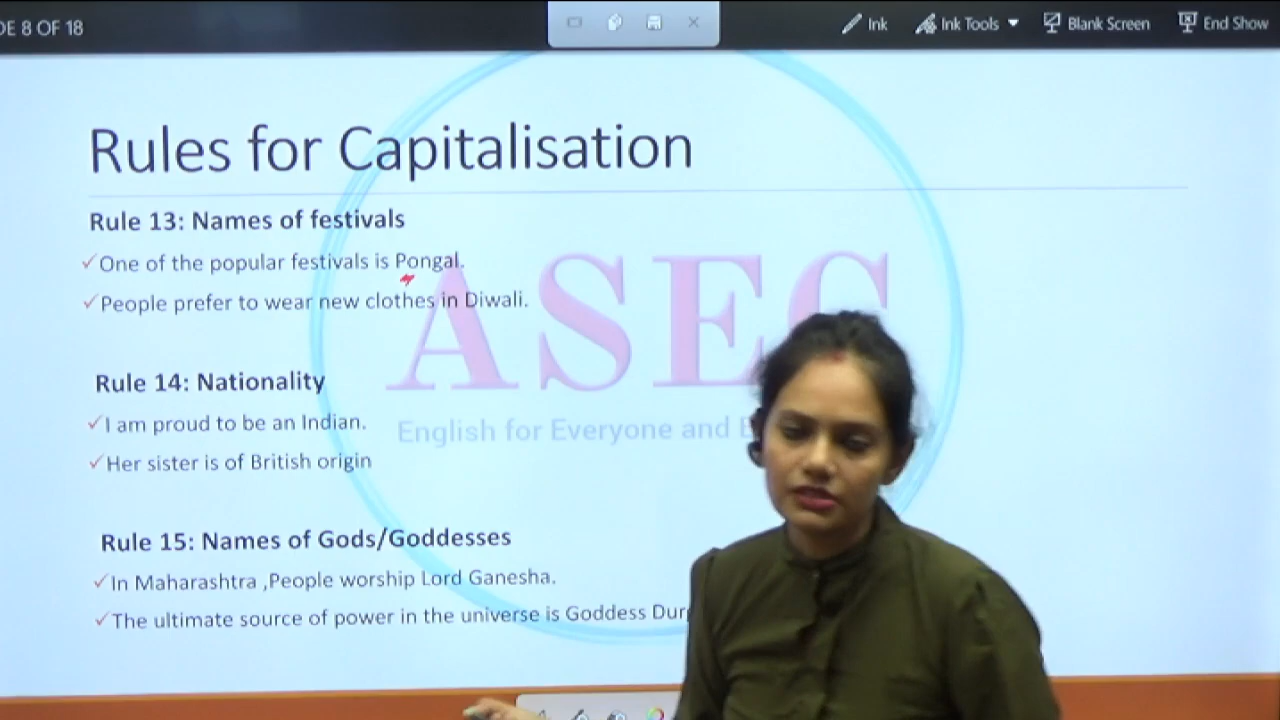 DE 8 OF 18
Ink
Ink Tools
Blank Screen
End Show
Rules for Capitalisation
Rule 13: Names of festivals
One of the popular festivals is Pongal.
People prefer to wear new clothes in Diwali.
Rule 14: Nationality
I am proud to be an Indian.
Her sister is of British origin
Rule 15: Names of Gods/Goddesses
In Maharashtra ,People worship Lord Ganesha.
The ultimate source of power in the universe is Goddess
ASEC
English for Everyone and